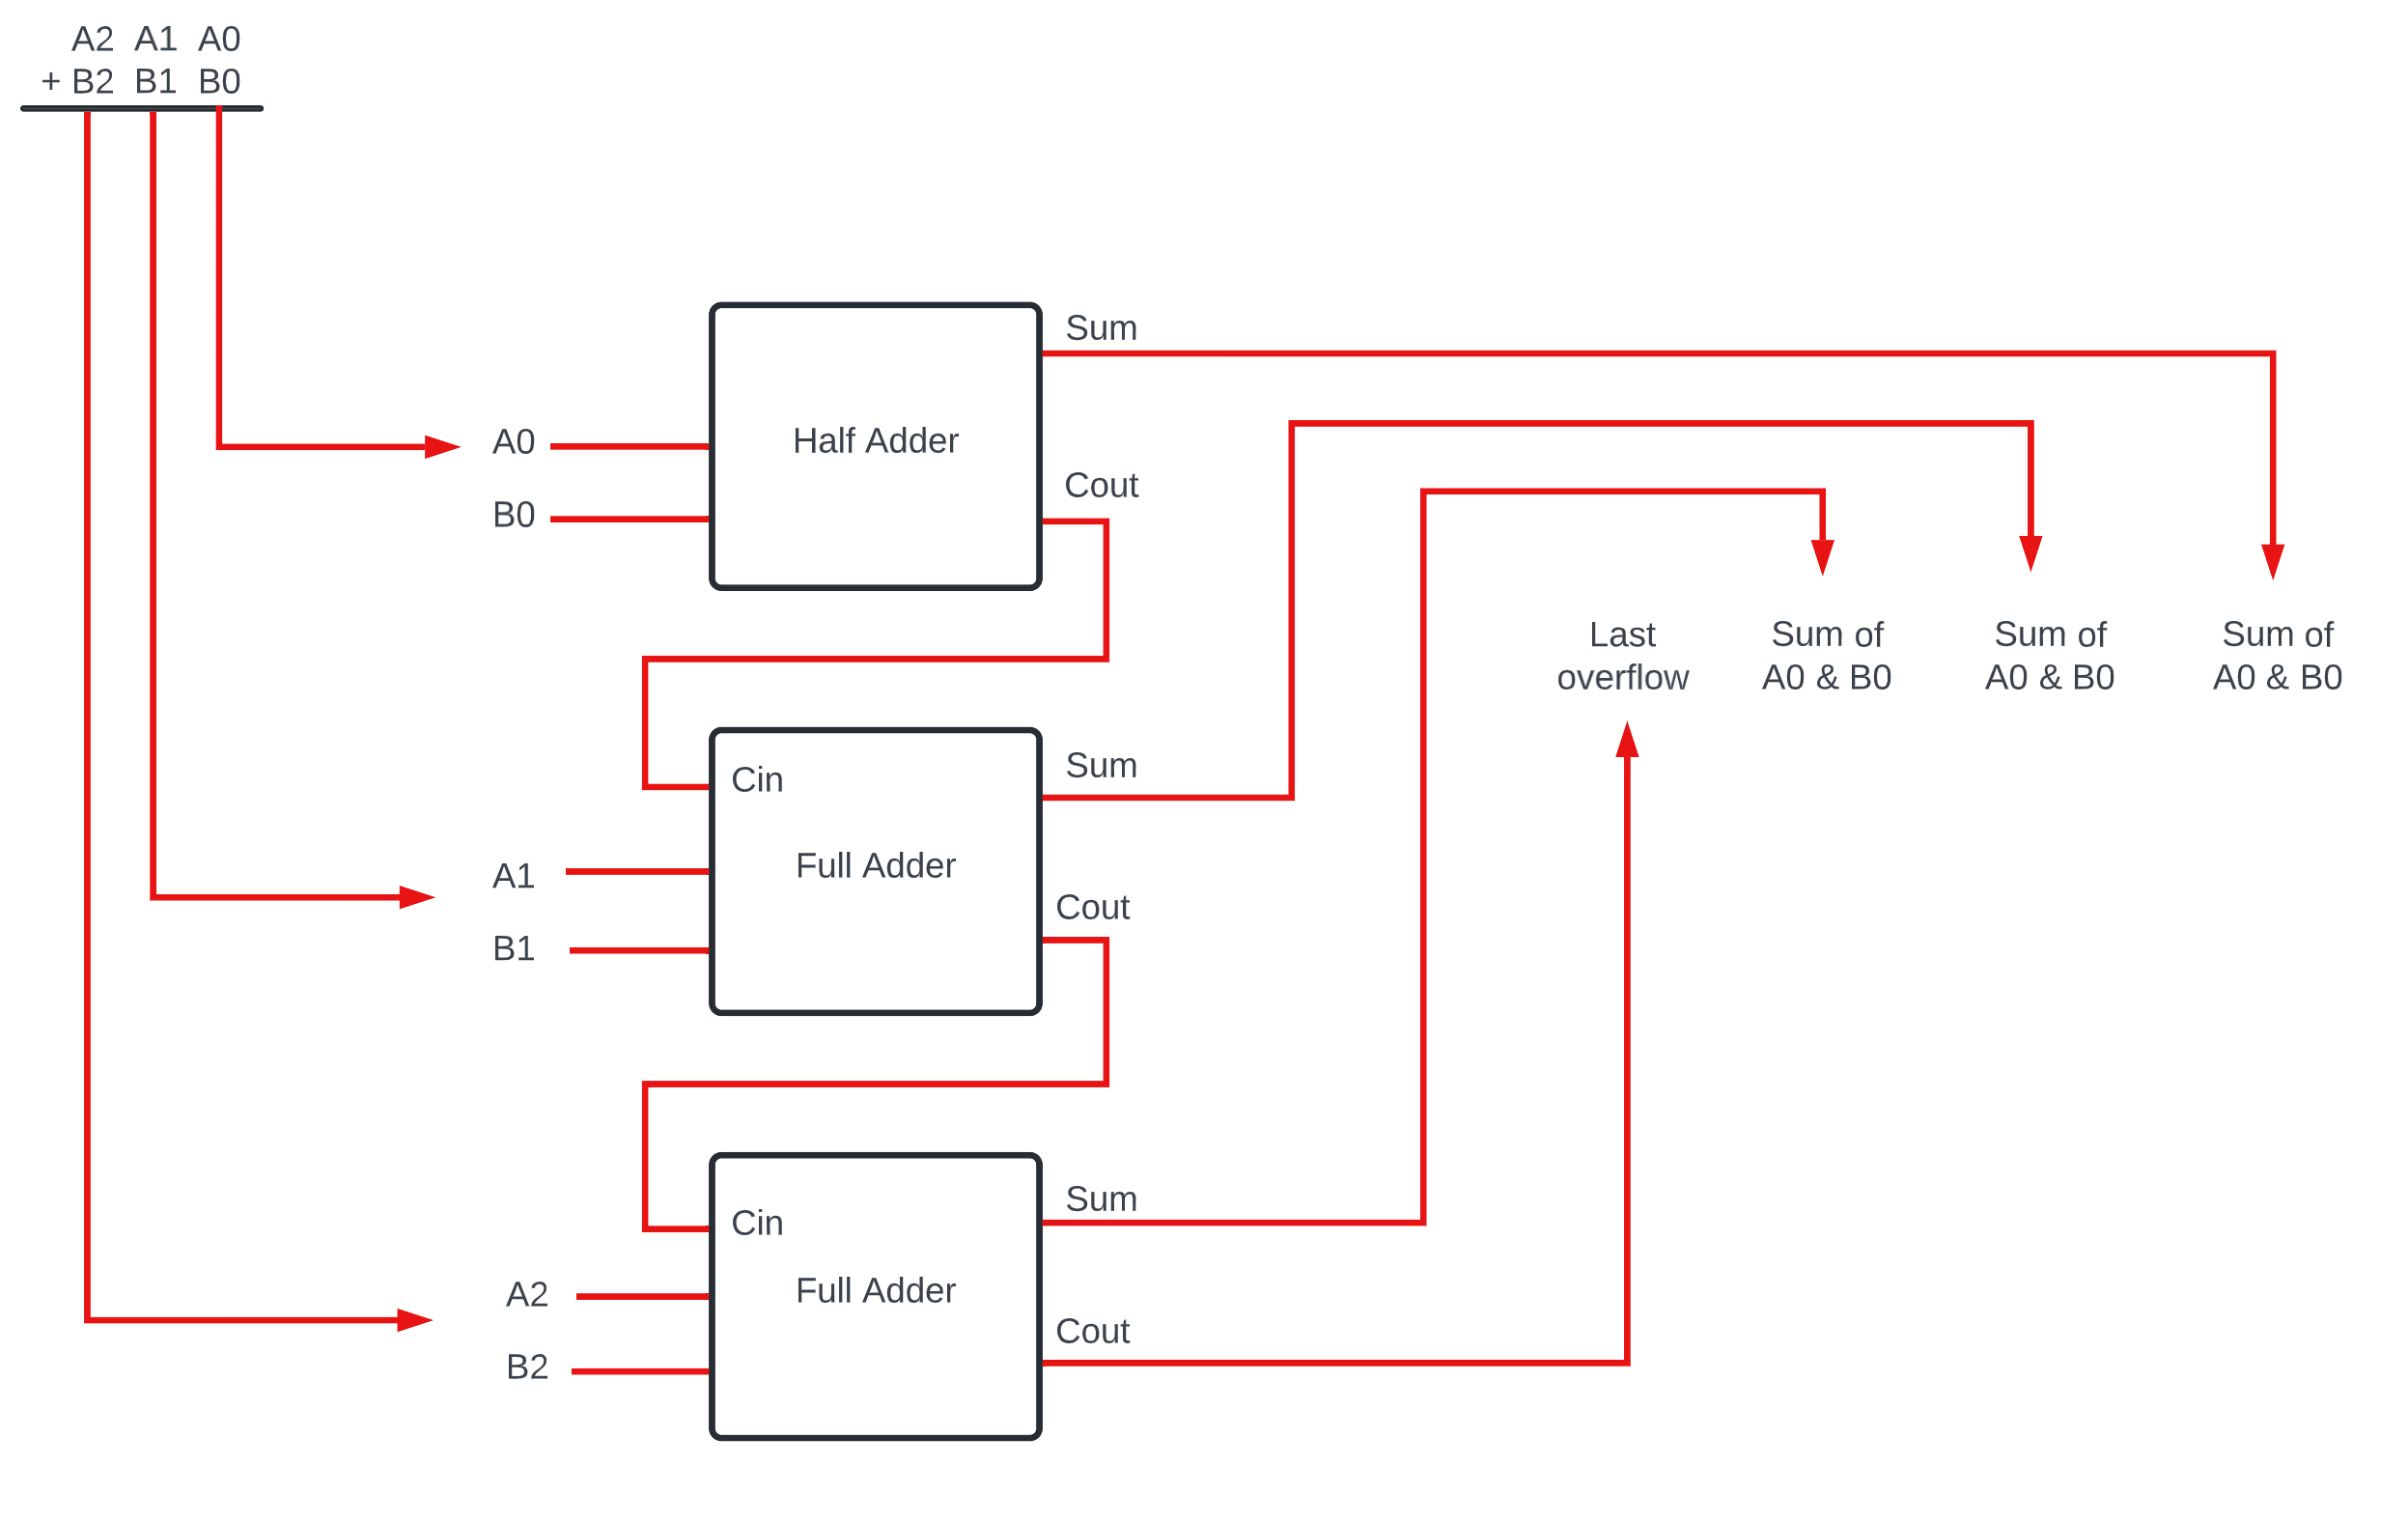 A2 A1 A0
+ B2 B1 B0
Sum
A0
Half Adder
Cout
B0
Last
overflow
Sum of
A0 & B0
Sum of
A0 & B0
Sum of
A0 & B0
Cin
Sum
A1
Full Adder
Cout
B1
Cin
Sum
A2
Full Adder
Cout
B2